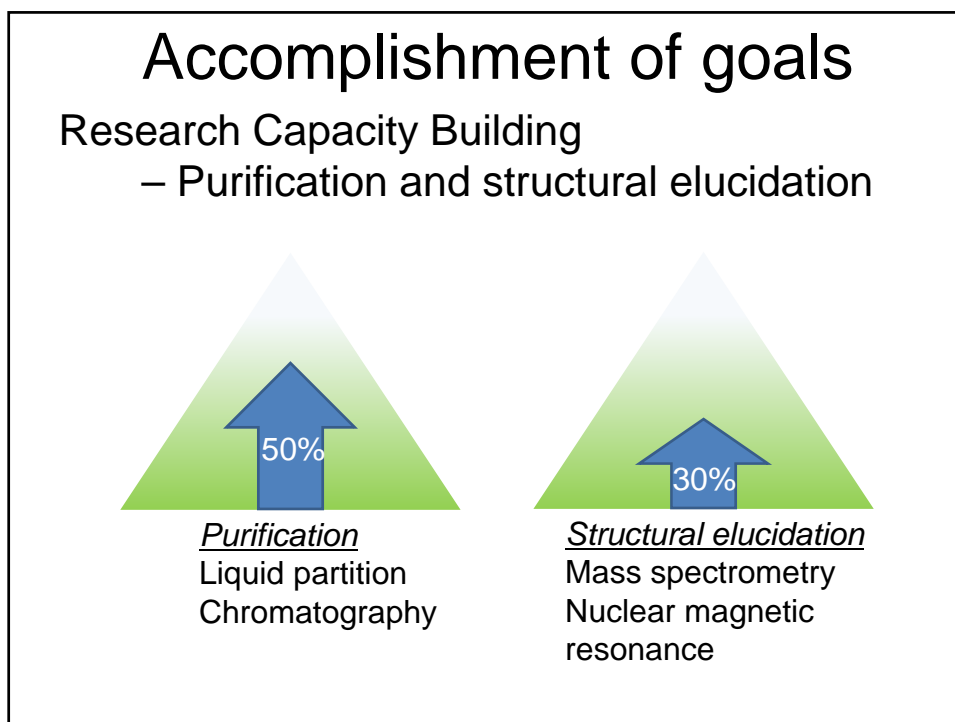 Accomplishment of goals
Research Capacity Building
– Purification and structural elucidation
50%
30%
Purification
Liquid partition
Chromatography
Structural elucidation
Mass spectrometry
Nuclear magnetic
resonance